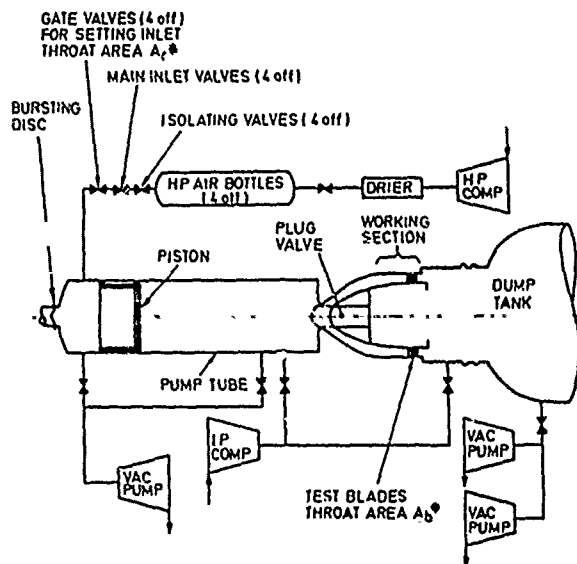 GATE VALVES (4 off)
FOR SETTING INLET
THROAT AREA Ar*
MAIN INLET VALVES (4 off)
BURSTING
DISC
ISOLATING VALVES (4 off)
HP AIR BOTTLES
(4 off)
DRIER
HP
COMP
WORKING
SECTION
PLUG
VALVE
PISTON
DUMP
TANK
PUMP TUBE
IP
COMP
VAC
PUMP
TEST BLADES
THROAT AREA Ab*
VAC
PUMP
VAC
PUMP